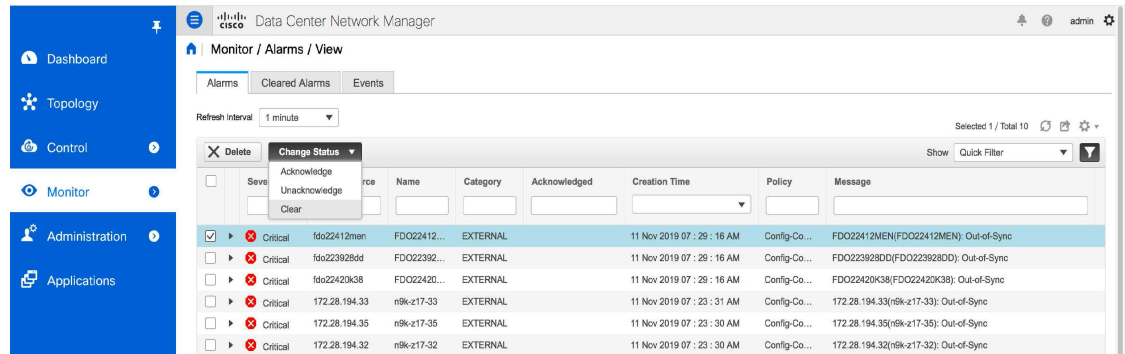 cisco Data Center Network Manager
admin
Dashboard
Topology
Control
Monitor
Administration
Applications
Monitor / Alarms / View
Alarms Cleared Alarms Events
Refresh Interval 1 minute
Selected 1 / Total 10
Delete Change Status Show Quick Filter
Acknowledge
Unacknowledge
Clear
Seve rce Name Category Acknowledged Creation Time Policy Message
Critical fdo22412men FDO22412... EXTERNAL 11 Nov 2019 07 : 29 : 16 AM Config-Co... FDO22412MEN(FDO22412MEN): Out-of-Sync
Critical fdo223928dd FDO22392... EXTERNAL 11 Nov 2019 07 : 29 : 16 AM Config-Co... FDO223928DD(FDO223928DD): Out-of-Sync
Critical fdo22420k38 FDO22420... EXTERNAL 11 Nov 2019 07 : 29 : 16 AM Config-Co... FDO22420K38(FDO22420K38): Out-of-Sync
Critical 172.28.194.33 n9k-z17-33 EXTERNAL 11 Nov 2019 07 : 23 : 31 AM Config-Co... 172.28.194.33(n9k-z17-33): Out-of-Sync
Critical 172.28.194.35 n9k-z17-35 EXTERNAL 11 Nov 2019 07 : 23 : 30 AM Config-Co... 172.28.194.35(n9k-z17-35): Out-of-Sync
Critical 172.28.194.32 n9k-z17-32 EXTERNAL 11 Nov 2019 07 : 23 : 30 AM Config-Co... 172.28.194.32(n9k-z17-32): Out-of-Sync